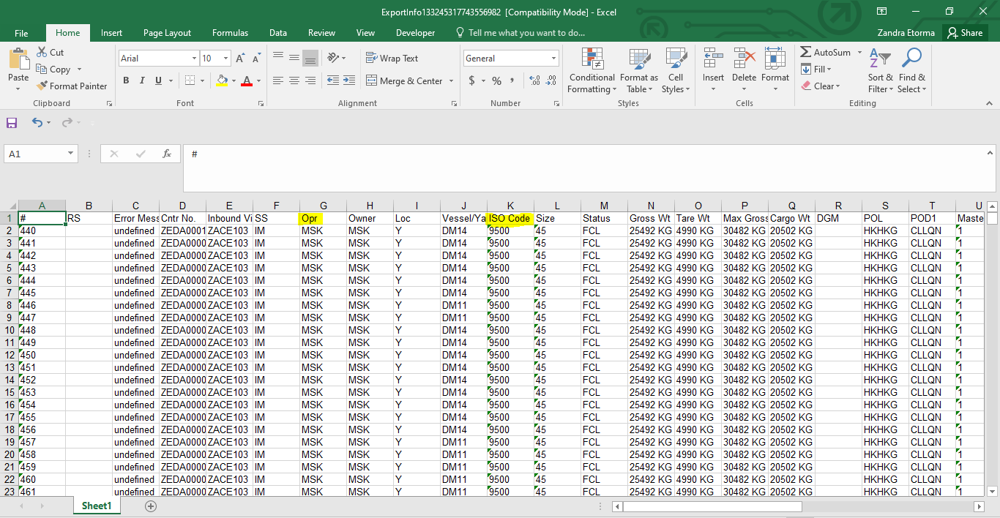 ExportInfo133245317743556982 [Compatibility Mode] - Excel
File Home Insert Page Layout Formulas Data Review View Developer Tell me what you want to do... Zandra Etorma Share
Paste Cut Copy Format Painter Clipboard
Arial 10 A A B I U A Font
Wrap Text Merge & Center Alignment
General $ % , .00 .00 Number
Conditional Formatting Format as Table Cell Styles Styles
Insert Delete Format Cells
AutoSum Fill Clear Sort & Filter Find & Select Editing
A1 fx #
A B C D E F G H I J K L M N O P Q R S T U
1 # RS Error Mess Cntr No. Inbound Vi SS Opr Owner Loc Vessel/Ya ISO Code Size Status Gross Wt Tare Wt Max Gross Cargo Wt DGM POL POD1 Maste
2 440 undefined ZEDA0001 ZACE103 IM MSK MSK Y DM14 9500 45 FCL 25492 KG 4990 KG 30482 KG 20502 KG HKHKG CLLQN 1
3 441 undefined ZEDA0000 ZACE103 IM MSK MSK Y DM14 9500 45 FCL 25492 KG 4990 KG 30482 KG 20502 KG HKHKG CLLQN 1
4 442 undefined ZEDA0000 ZACE103 IM MSK MSK Y DM14 9500 45 FCL 25492 KG 4990 KG 30482 KG 20502 KG HKHKG CLLQN 1
5 443 undefined ZEDA0000 ZACE103 IM MSK MSK Y DM14 9500 45 FCL 25492 KG 4990 KG 30482 KG 20502 KG HKHKG CLLQN 1
6 444 undefined ZEDA0000 ZACE103 IM MSK MSK Y DM14 9500 45 FCL 25492 KG 4990 KG 30482 KG 20502 KG HKHKG CLLQN 1
7 445 undefined ZEDA0000 ZACE103 IM MSK MSK Y DM14 9500 45 FCL 25492 KG 4990 KG 30482 KG 20502 KG HKHKG CLLQN 1
8 446 undefined ZEDA0000 ZACE103 IM MSK MSK Y DM11 9500 45 FCL 25492 KG 4990 KG 30482 KG 20502 KG HKHKG CLLQN 1
9 447 undefined ZEDA0000 ZACE103 IM MSK MSK Y DM11 9500 45 FCL 25492 KG 4990 KG 30482 KG 20502 KG HKHKG CLLQN 1
10 448 undefined ZEDA0000 ZACE103 IM MSK MSK Y DM14 9500 45 FCL 25492 KG 4990 KG 30482 KG 20502 KG HKHKG CLLQN 1
11 449 undefined ZEDA0000 ZACE103 IM MSK MSK Y DM14 9500 45 FCL 25492 KG 4990 KG 30482 KG 20502 KG HKHKG CLLQN 1
12 450 undefined ZEDA0000 ZACE103 IM MSK MSK Y DM14 9500 45 FCL 25492 KG 4990 KG 30482 KG 20502 KG HKHKG CLLQN 1
13 451 undefined ZEDA0000 ZACE103 IM MSK MSK Y DM14 9500 45 FCL 25492 KG 4990 KG 30482 KG 20502 KG HKHKG CLLQN 1
14 452 undefined ZEDA0000 ZACE103 IM MSK MSK Y DM14 9500 45 FCL 25492 KG 4990 KG 30482 KG 20502 KG HKHKG CLLQN 1
15 453 undefined ZEDA0000 ZACE103 IM MSK MSK Y DM14 9500 45 FCL 25492 KG 4990 KG 30482 KG 20502 KG HKHKG CLLQN 1
16 454 undefined ZEDA0000 ZACE103 IM MSK MSK Y DM14 9500 45 FCL 25492 KG 4990 KG 30482 KG 20502 KG HKHKG CLLQN 1
17 455 undefined ZEDA0000 ZACE103 IM MSK MSK Y DM14 9500 45 FCL 25492 KG 4990 KG 30482 KG 20502 KG HKHKG CLLQN 1
18 456 undefined ZEDA0000 ZACE103 IM MSK MSK Y DM14 9500 45 FCL 25492 KG 4990 KG 30482 KG 20502 KG HKHKG CLLQN 1
19 457 undefined ZEDA0000 ZACE103 IM MSK MSK Y DM11 9500 45 FCL 25492 KG 4990 KG 30482 KG 20502 KG HKHKG CLLQN 1
20 458 undefined ZEDA0000 ZACE103 IM MSK MSK Y DM11 9500 45 FCL 25492 KG 4990 KG 30482 KG 20502 KG HKHKG CLLQN 1
21 459 undefined ZEDA0000 ZACE103 IM MSK MSK Y DM11 9500 45 FCL 25492 KG 4990 KG 30482 KG 20502 KG HKHKG CLLQN 1
22 460 undefined ZEDA0000 ZACE103 IM MSK MSK Y DM11 9500 45 FCL 25492 KG 4990 KG 30482 KG 20502 KG HKHKG CLLQN 1
23 461 undefined ZEDA0000 ZACE103 IM MSK MSK Y DM11 9500 45 FCL 25492 KG 4990 KG 30482 KG 20502 KG HKHKG CLLQN 1
Sheet1